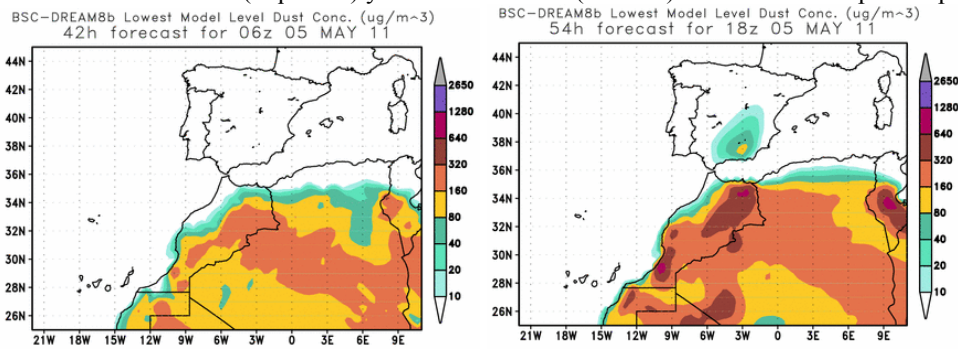 BSC-DREAM8b Lowest Model Level Dust Conc. (ug/m^3)
42h forecast for 06z 05 MAY 11
44N
42N
40N
38N
36N
34N
32N
30N
28N
26N
21W 18W 15W 12W 9W 6W 3W 0 3E 6E 9E
2650
1280
640
320
160
80
40
20
10
BSC-DREAM8b Lowest Model Level Dust Conc. (ug/m^3)
54h forecast for 18z 05 MAY 11
44N
42N
40N
38N
36N
34N
32N
30N
28N
26N
21W 18W 15W 12W 9W 6W 3W 0 3E 6E 9E
2650
1280
640
320
160
80
40
20
10